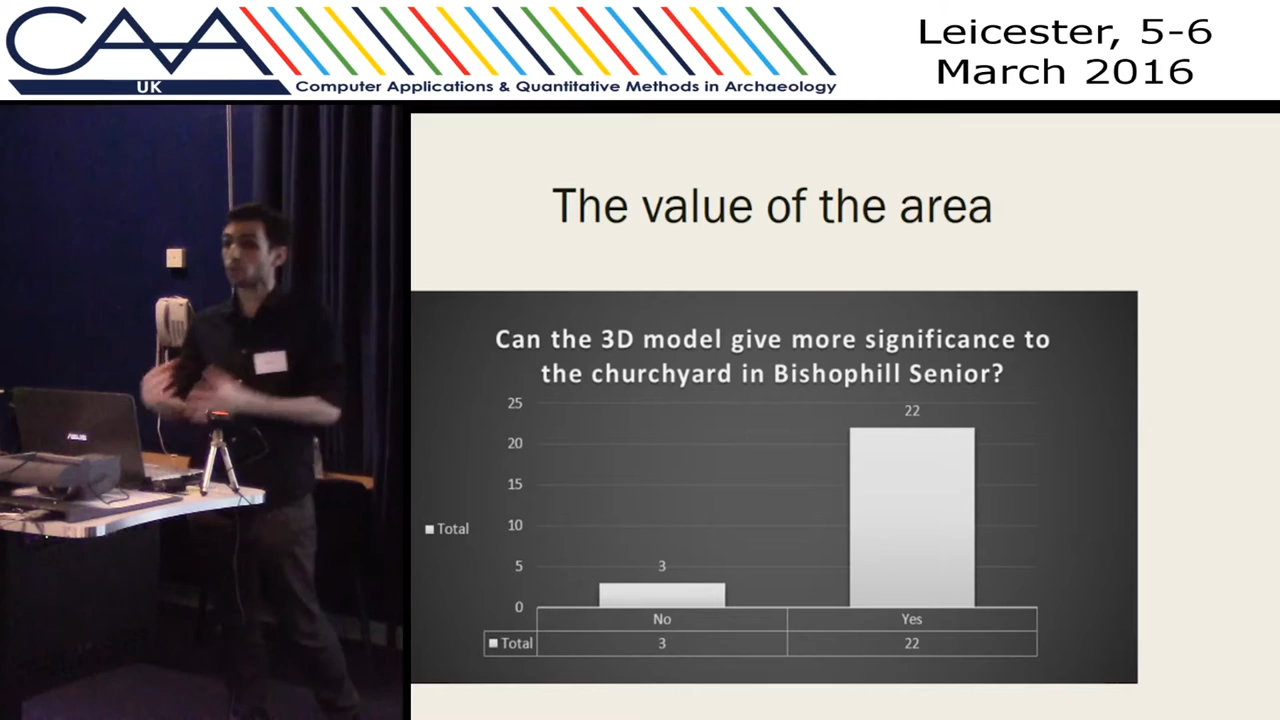 CAA
UK
Computer Applications & Quantitative Methods in Archaeology
Leicester, 5-6
March 2016
The value of the area
Can the 3D model give more significance to
the churchyard in Bishophill Senior?
25
22
20
15
Total
10
5
3
0
No Yes
Total 3 22
ASUS